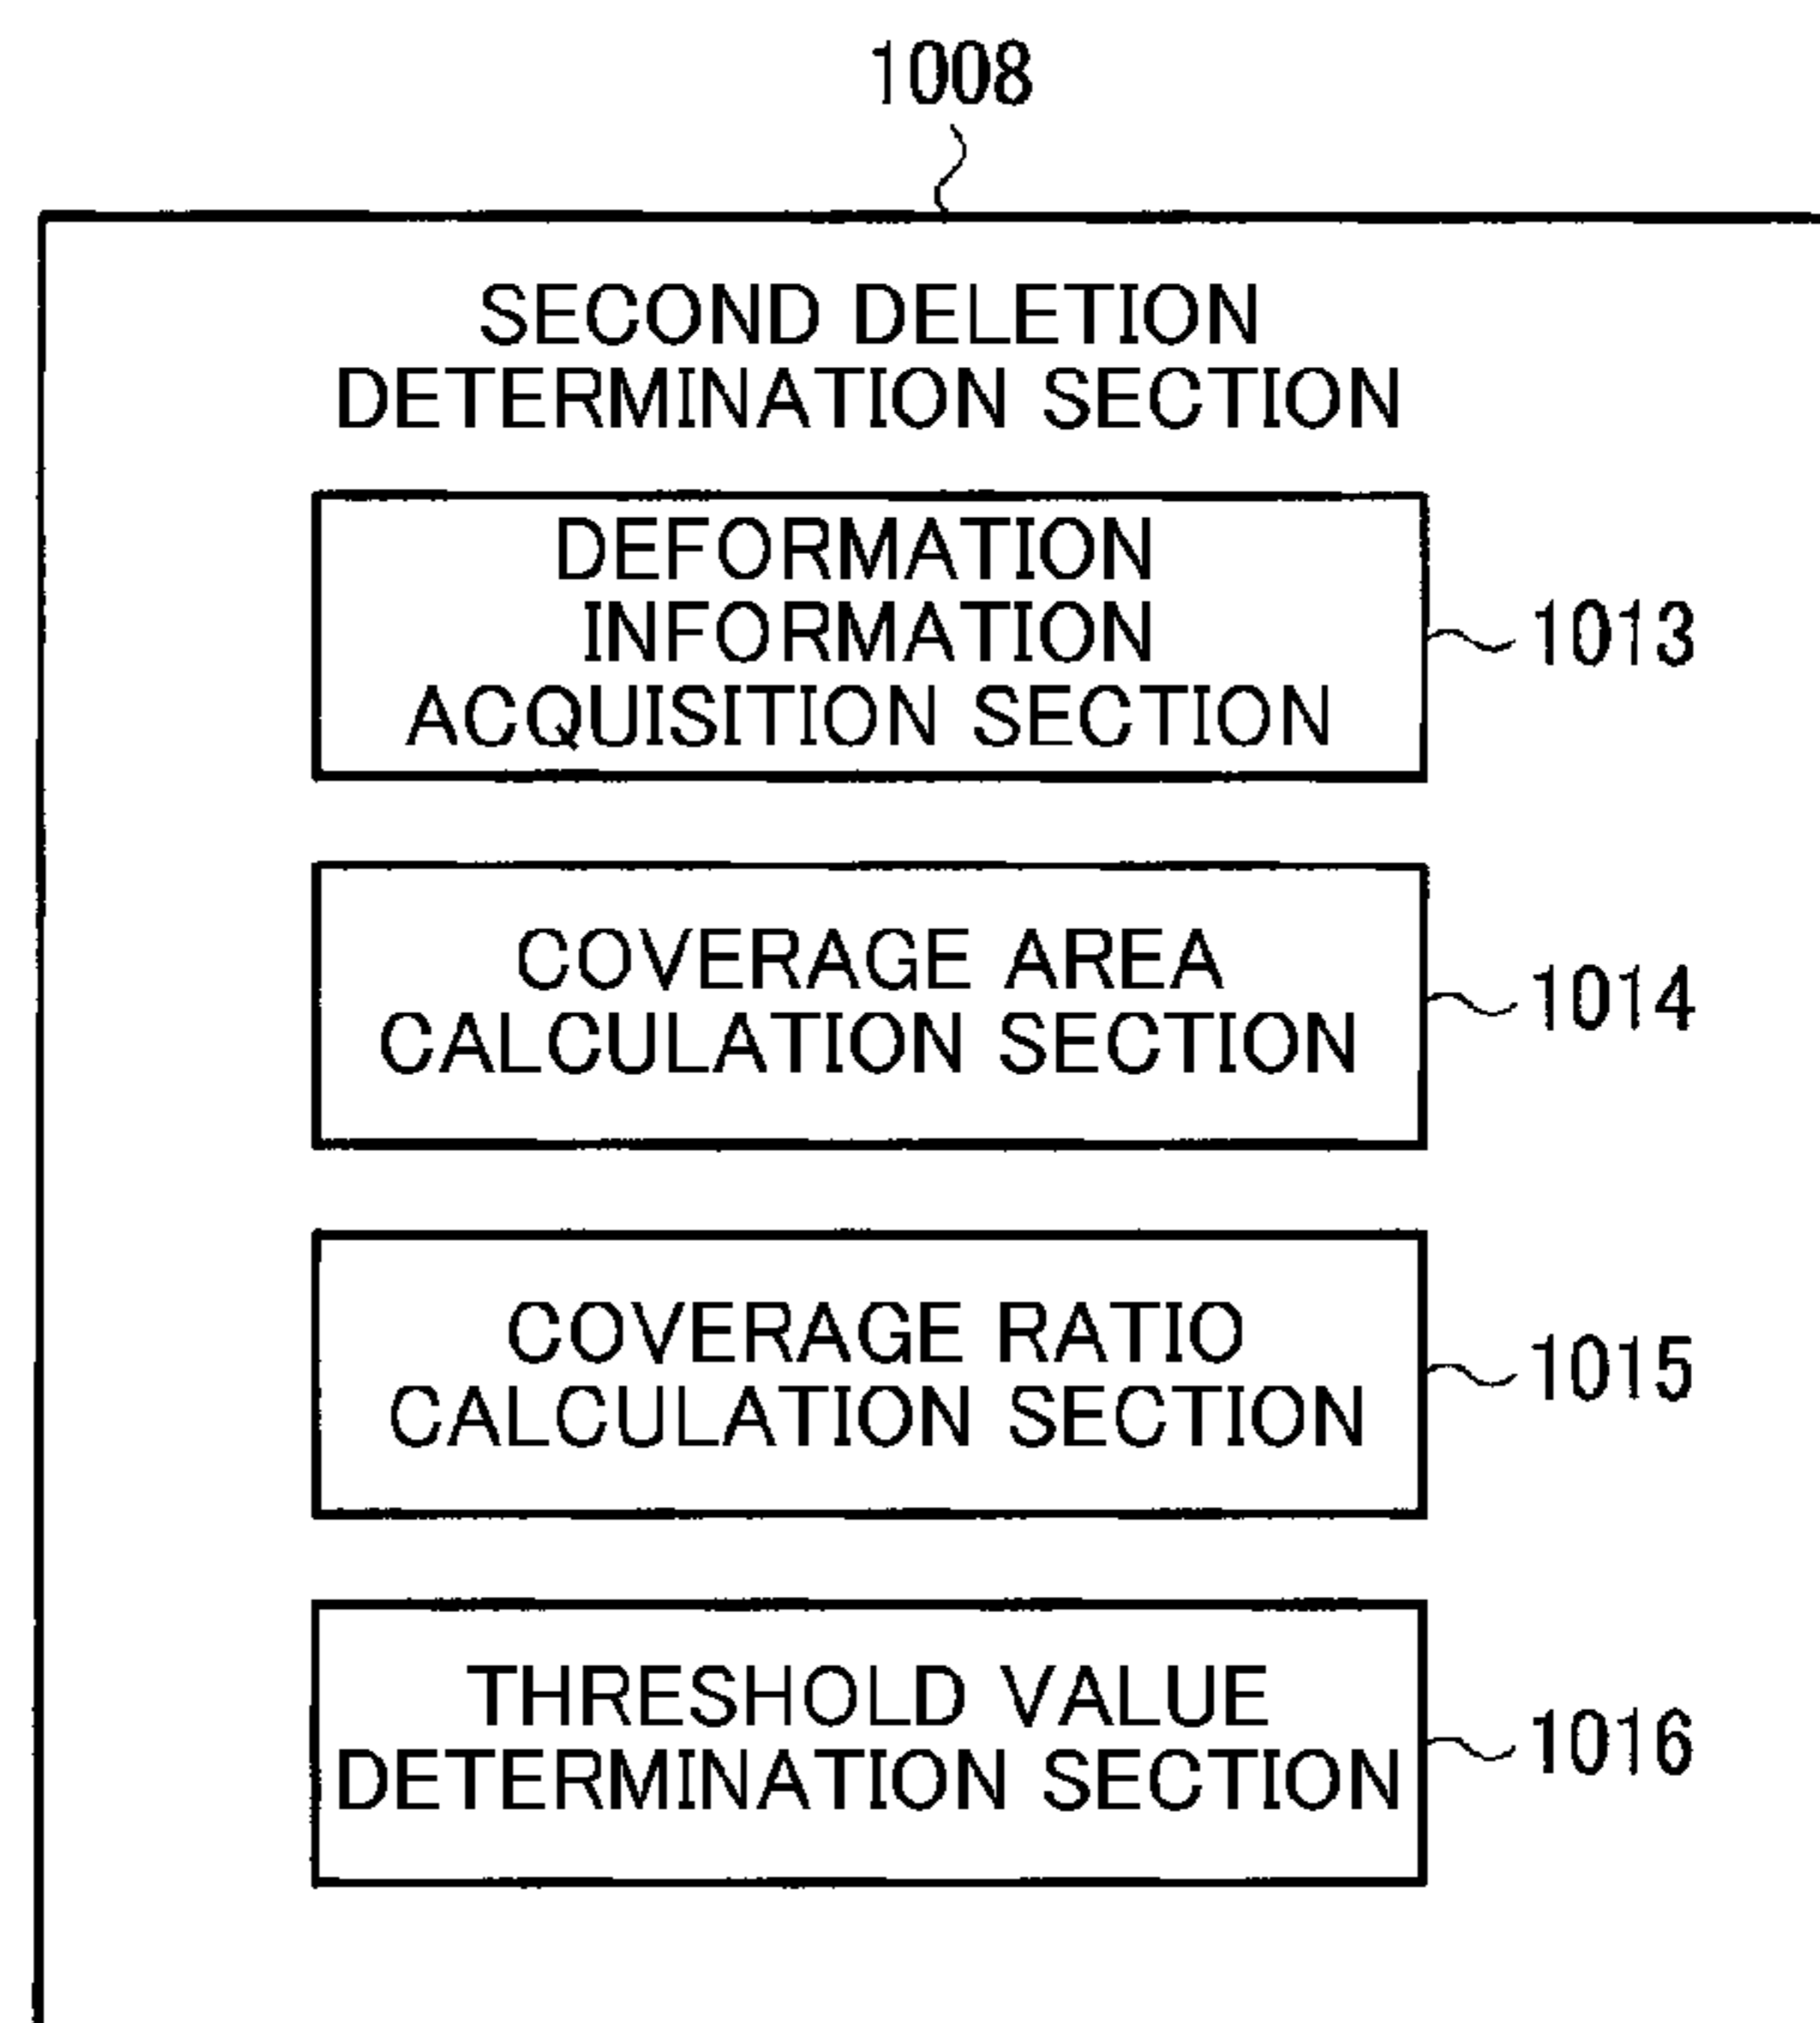 1008
SECOND DELETION
DETERMINATION SECTION
DEFORMATION
INFORMATION
ACQUISITION SECTION
1013
COVERAGE AREA
CALCULATION SECTION
1014
COVERAGE RATIO
CALCULATION SECTION
1015
THRESHOLD VALUE
DETERMINATION SECTION
1016